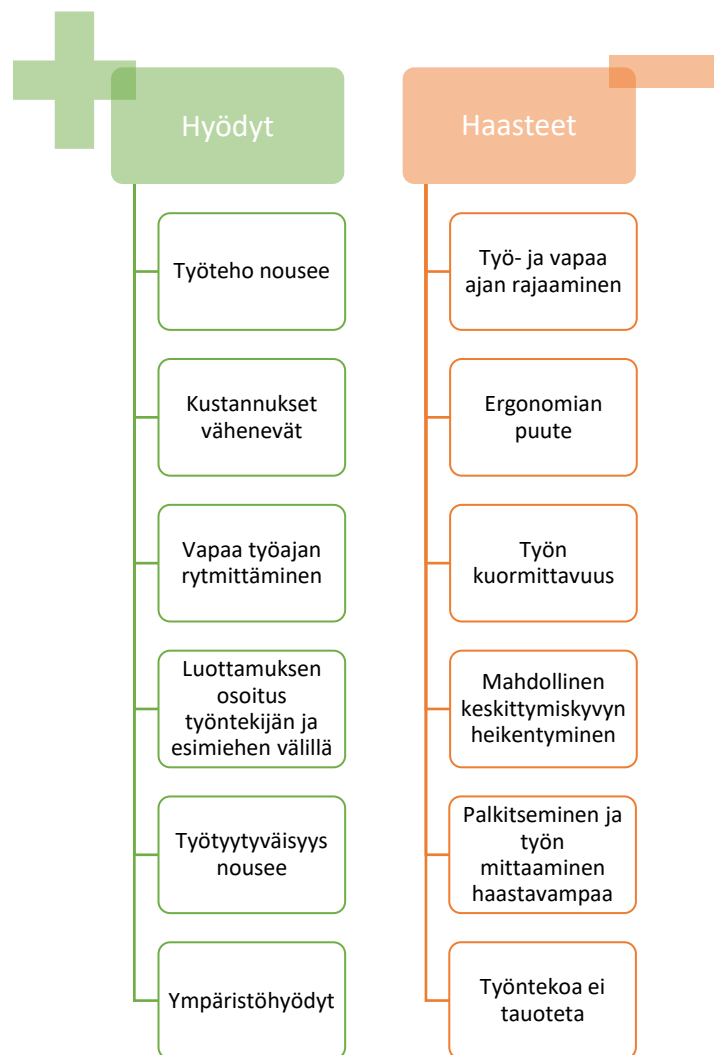 Hyödyt
Työteho nousee
Kustannukset
vähenevät
Vapaa työajan
rytmittäminen
Luottamuksen
osoitus
työntekijän ja
esimiehen välillä
Työtyytyväisyys
nousee
Ympäristöhyödyt
Haasteet
Työ- ja vapaa
ajan rajaaminen
Ergonomian
puute
Työn
kuormittavuus
Mahdollinen
keskittymiskyvyn
heikentyminen
Palkitseminen ja
työn
mittaaminen
haastavampaa
Työntekoa ei
tauoteta